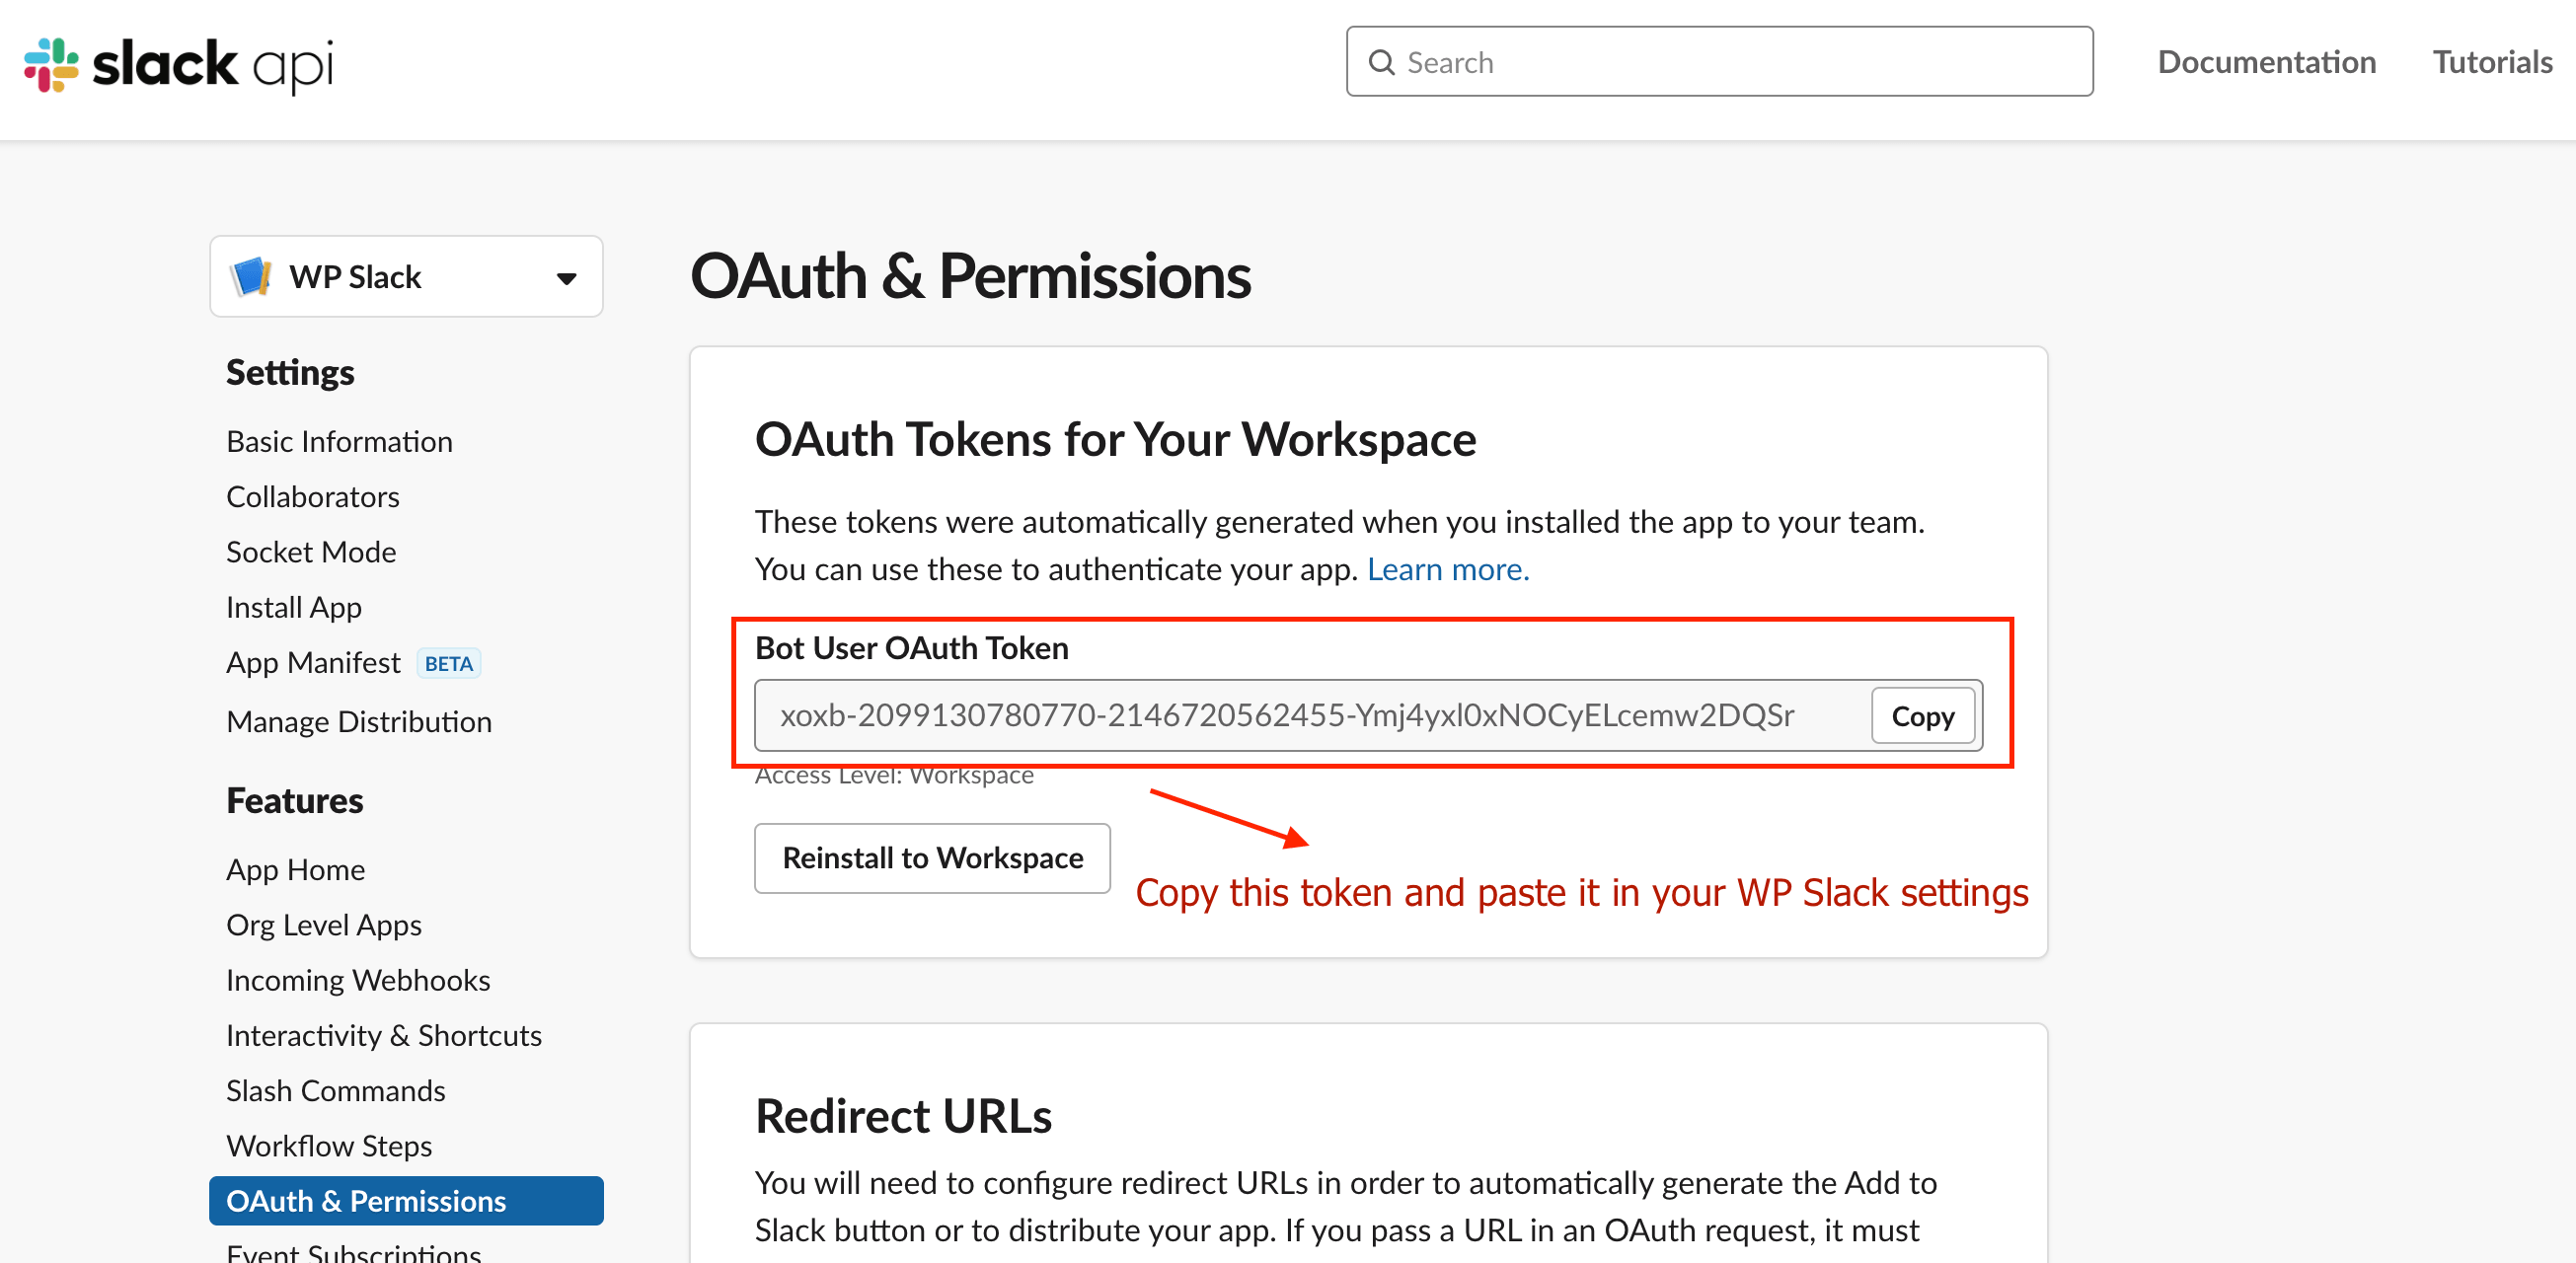 slack api
Search
Documentation
Tutorials
WP Slack
Settings
Basic Information
Collaborators
Socket Mode
Install App
App Manifest BETA
Manage Distribution
Features
App Home
Org Level Apps
Incoming Webhooks
Interactivity & Shortcuts
Slash Commands
Workflow Steps
OAuth & Permissions
Event Subscriptions
OAuth & Permissions
OAuth Tokens for Your Workspace
These tokens were automatically generated when you installed the app to your team.
You can use these to authenticate your app. Learn more.
Bot User OAuth Token
xoxb-2099130780770-2146720562455-Ymj4yxl0xNOCyELcemw2DQSr
Copy
Access Level: Workspace
Reinstall to Workspace
Copy this token and paste it in your WP Slack settings
Redirect URLs
You will need to configure redirect URLs in order to automatically generate the Add to
Slack button or to distribute your app. If you pass a URL in an OAuth request, it must